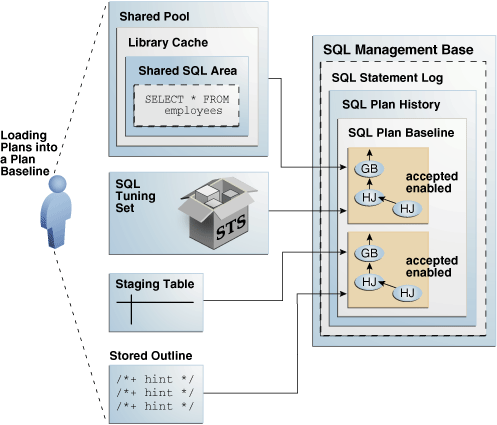 Shared Pool
Library Cache
Shared SQL Area
SELECT * FROM
employees
Loading
Plans into
a Plan
Baseline
SQL
Tuning
Set
STS
Staging Table
Stored Outline
/*+ hint */
/*+ hint */
/*+ hint */
SQL Management Base
SQL Statement Log
SQL Plan History
SQL Plan Baseline
GB
HJ
HJ
accepted
enabled
GB
HJ
HJ
accepted
enabled